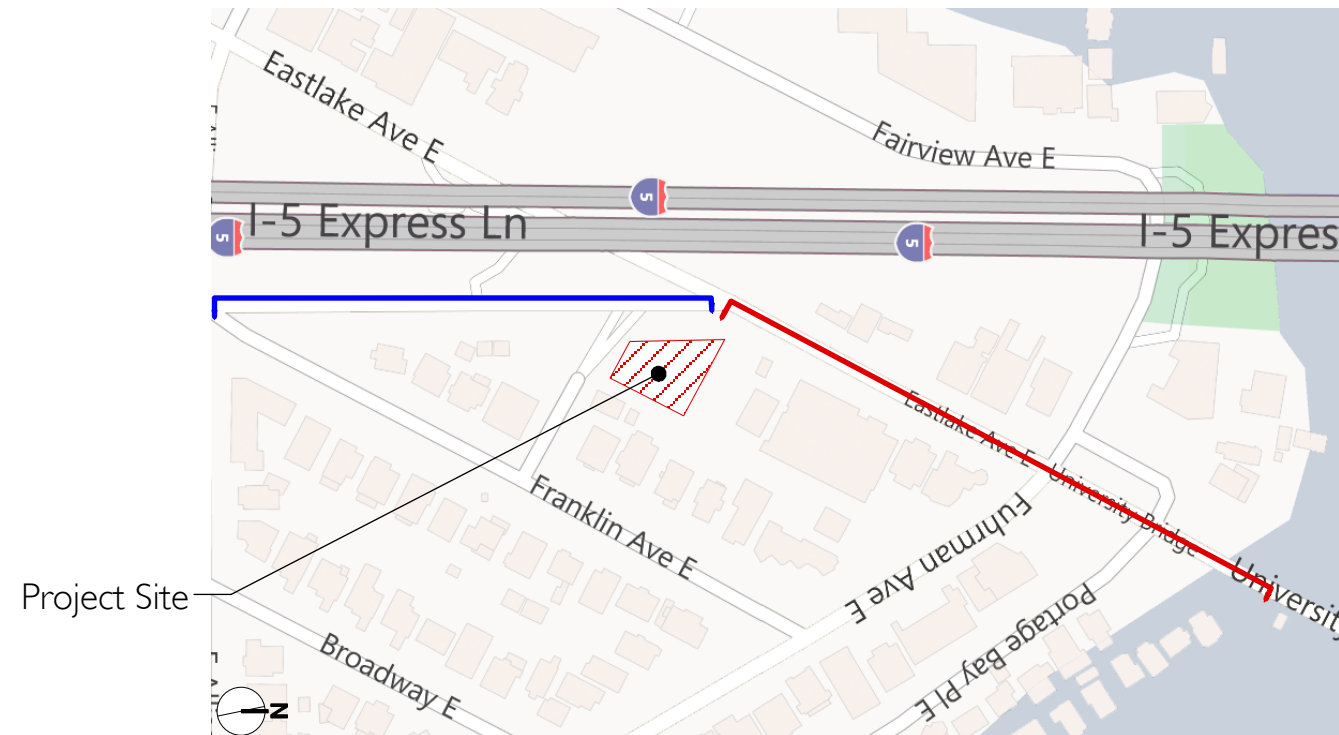 Eastlake Ave E
Fairview Ave E
5
I-5 Express Ln
5
5
I-5 Expres
Eastlake Ave E
University Bridge
University
Fuhrman Ave E
Franklin Ave E
Portage Bay Pl E
Project Site
Broadway E
N